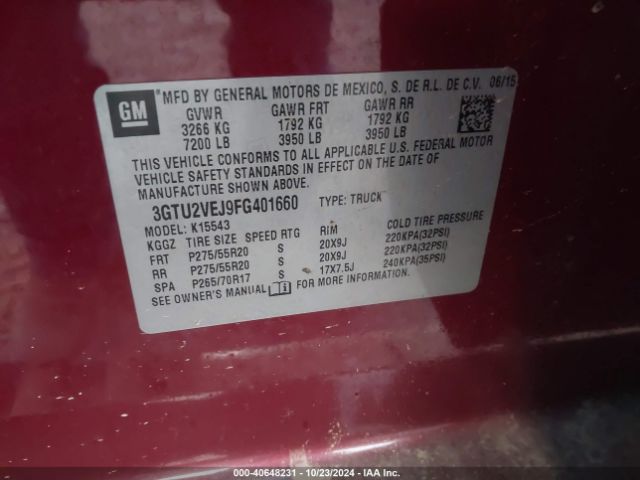 GM
MFD BY GENERAL MOTORS DE MEXICO, S. DE R.L. DE C.V. 06/15
GVWR GAWR FRT GAWR RR
3266 KG 1792 KG 1792 KG
7200 LB 3950 LB 3950 LB
THIS VEHICLE CONFORMS TO ALL APPLICABLE U.S. FEDERAL MOTOR
VEHICLE SAFETY STANDARDS IN EFFECT ON THE DATE OF
MANUFACTURE SHOWN ABOVE.
3GTU2VEJ9FG401660 TYPE: TRUCK
MODEL: K15543
KGGZ TIRE SIZE SPEED RTG RIM COLD TIRE PRESSURE
FRT P275/55R20 S 20X9J 220KPA(32PSI)
RR P275/55R20 S 20X9J 220KPA(32PSI)
SPA P265/70R17 S 17X7.5J 240KPA(35PSI)
SEE OWNER'S MANUAL FOR MORE INFORMATION.
000-40648231 - 10/23/2024 - IAA Inc.